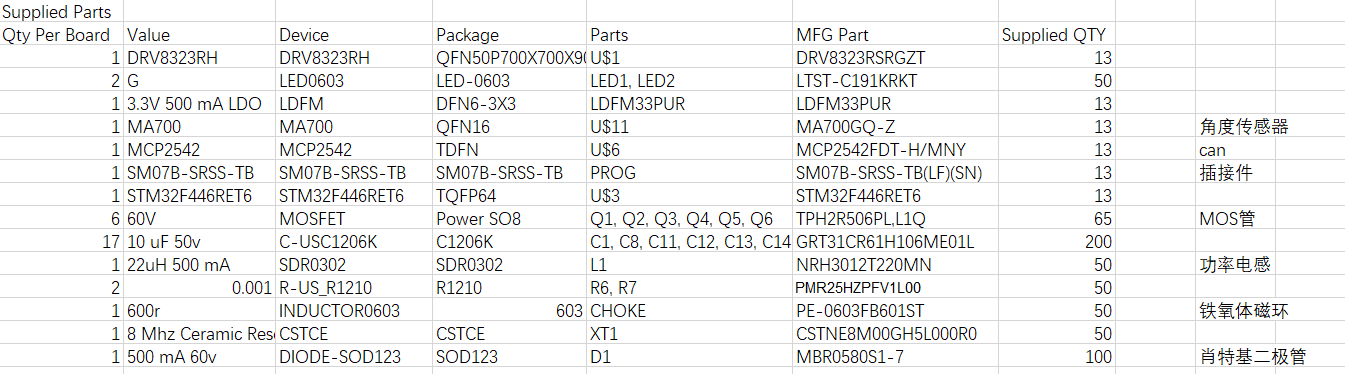 Supplied Parts
Qty Per Board Value Device Package Parts MFG Part Supplied QTY
1 DRV8323RH DRV8323RH QFN50P700X700X90 U$1 DRV8323RSRGZT 13
2 G LED0603 LED-0603 LED1, LED2 LTST-C191KRKT 50
1 3.3V 500 mA LDO LDFM DFN6-3X3 LDFM33PUR LDFM33PUR 13
1 MA700 MA700 QFN16 U$11 MA700GQ-Z 13 角度传感器
1 MCP2542 MCP2542 TDFN U$6 MCP2542FDT-H/MNY 13 can
1 SM07B-SRSS-TB SM07B-SRSS-TB SM07B-SRSS-TB PROG SM07B-SRSS-TB(LF)(SN) 13 插接件
1 STM32F446RET6 STM32F446RET6 TQFP64 U$3 STM32F446RET6 13
6 60V MOSFET Power SO8 Q1, Q2, Q3, Q4, Q5, Q6 TPH2R506PL,L1Q 65 MOS管
17 10 uF 50v C-USC1206K C1206K C1, C8, C11, C12, C13, C14 GRT31CR61H106ME01L 200
1 22uH 500 mA SDR0302 SDR0302 L1 NRH3012T220MN 50 功率电感
2 0.001 R-US_R1210 R1210 R6, R7 PMR25HZPFV1L00 50
1 600r INDUCTOR0603 603 CHOKE PE-0603FB601ST 50 铁氧体磁环
1 8 Mhz Ceramic Res CSTCE CSTCE XT1 CSTNE8M00GH5L000R0 50
1 500 mA 60v DIODE-SOD123 SOD123 D1 MBR0580S1-7 100 肖特基二极管